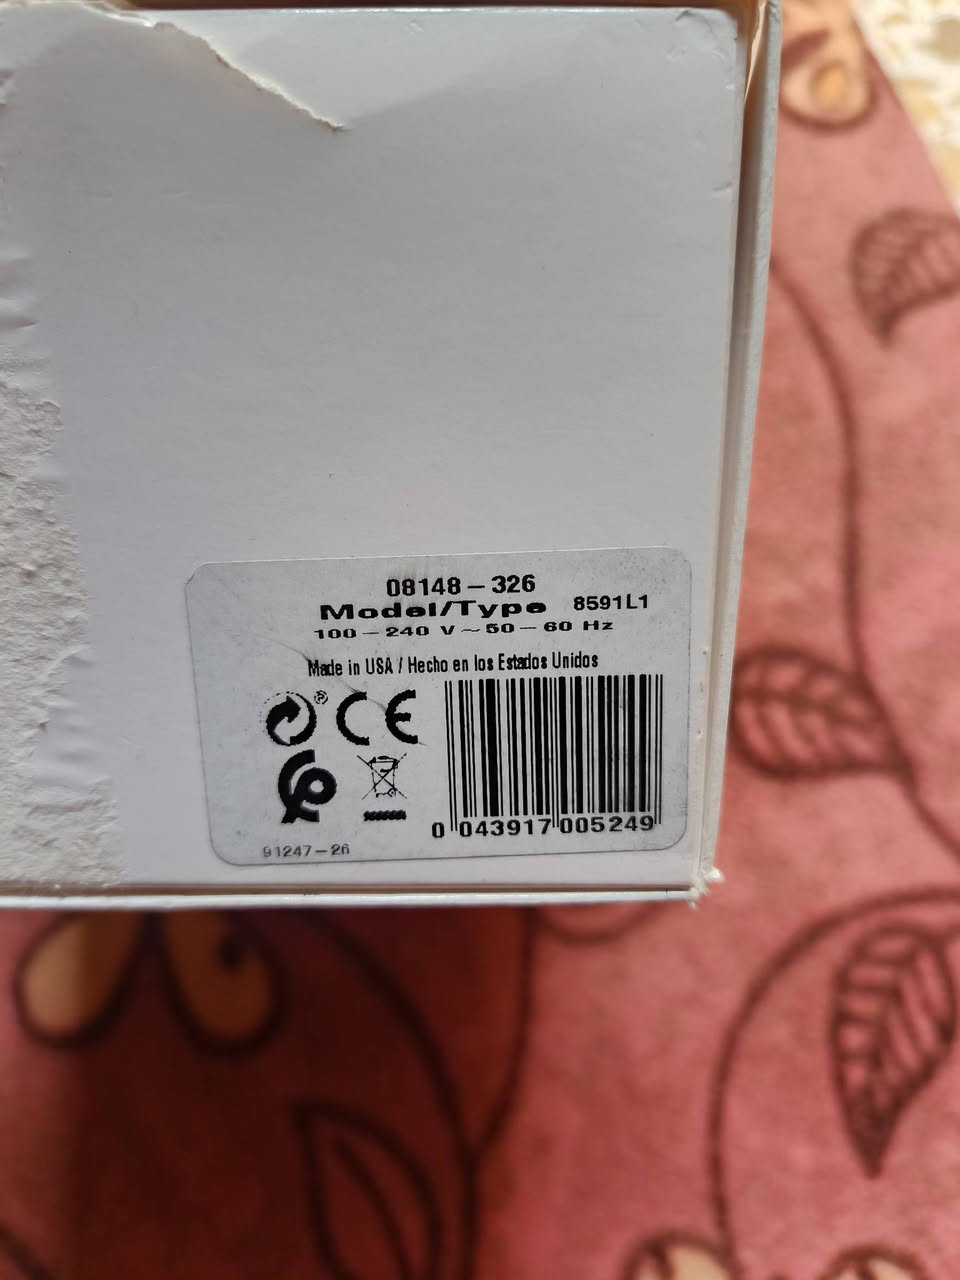 08148-326
Model/Type 8591L1
100-240 V~50-60 Hz
Made in USA / Hecho en los Estados Unidos
® CE
0 043917 005249
91247-26